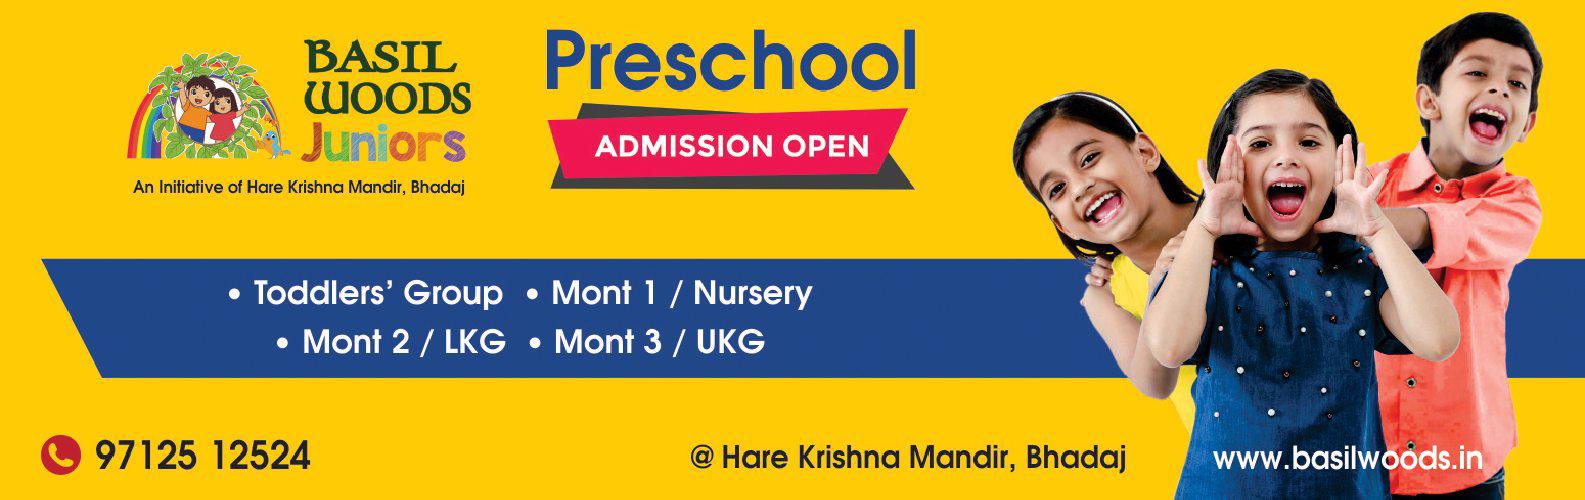 BASIL
WOODS
Juniors
An Initiative of Hare Krishna Mandir, Bhadaj
Preschool
ADMISSION OPEN
• Toddlers' Group • Mont 1 / Nursery
• Mont 2 / LKG • Mont 3 / UKG
97125 12524
@ Hare Krishna Mandir, Bhadaj
www.basilwoods.in